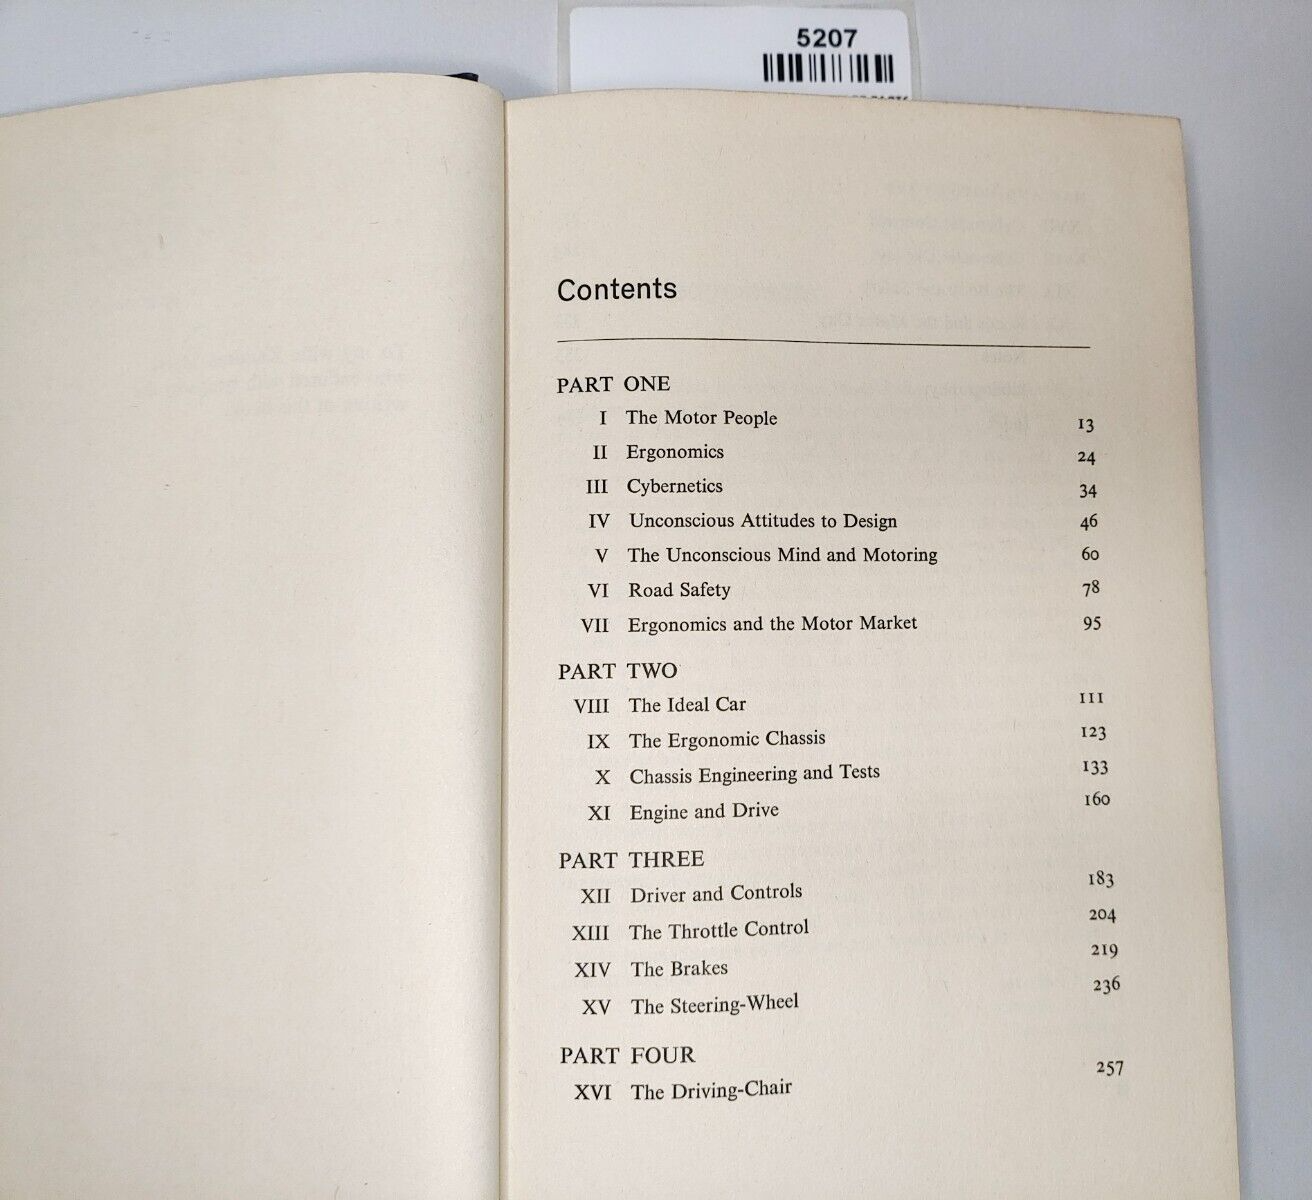 5207
Contents
PART ONE
I The Motor People 13
II Ergonomics 24
III Cybernetics 34
IV Unconscious Attitudes to Design 46
V The Unconscious Mind and Motoring 60
VI Road Safety 78
VII Ergonomics and the Motor Market 95
PART TWO
VIII The Ideal Car 111
IX The Ergonomic Chassis 123
X Chassis Engineering and Tests 133
XI Engine and Drive 160
PART THREE
XII Driver and Controls 183
XIII The Throttle Control 204
XIV The Brakes 219
XV The Steering-Wheel 236
PART FOUR
XVI The Driving-Chair 257